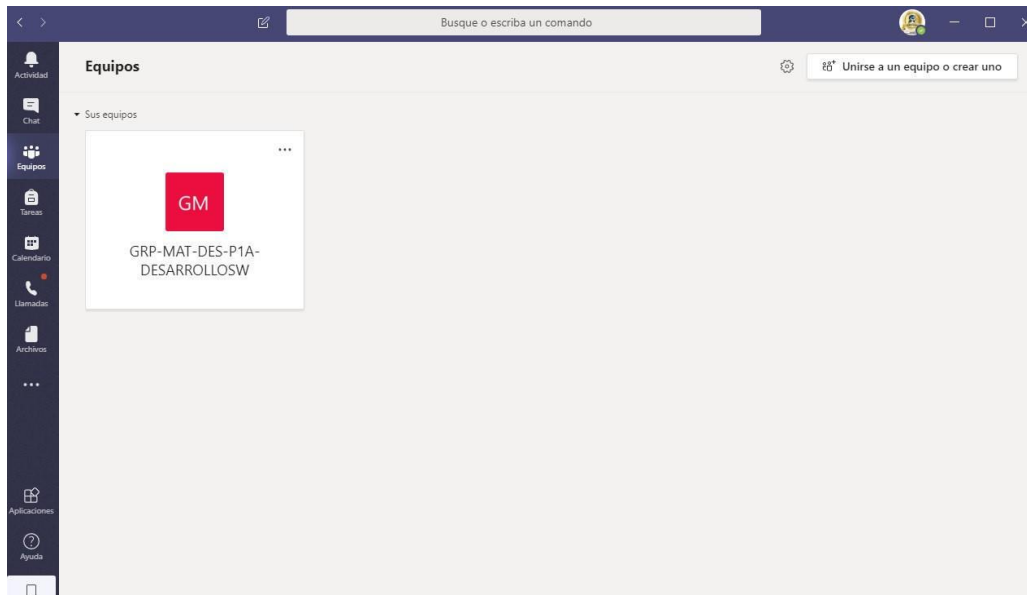 Busque o escriba un comando
Actividad
Chat
Equipos
Tareas
Calendario
Llamadas
Archivos
Aplicaciones
Ayuda
Equipos
Unirse a un equipo o crear uno
Sus equipos
GM
GRP-MAT-DES-P1A-
DESARROLLOSW